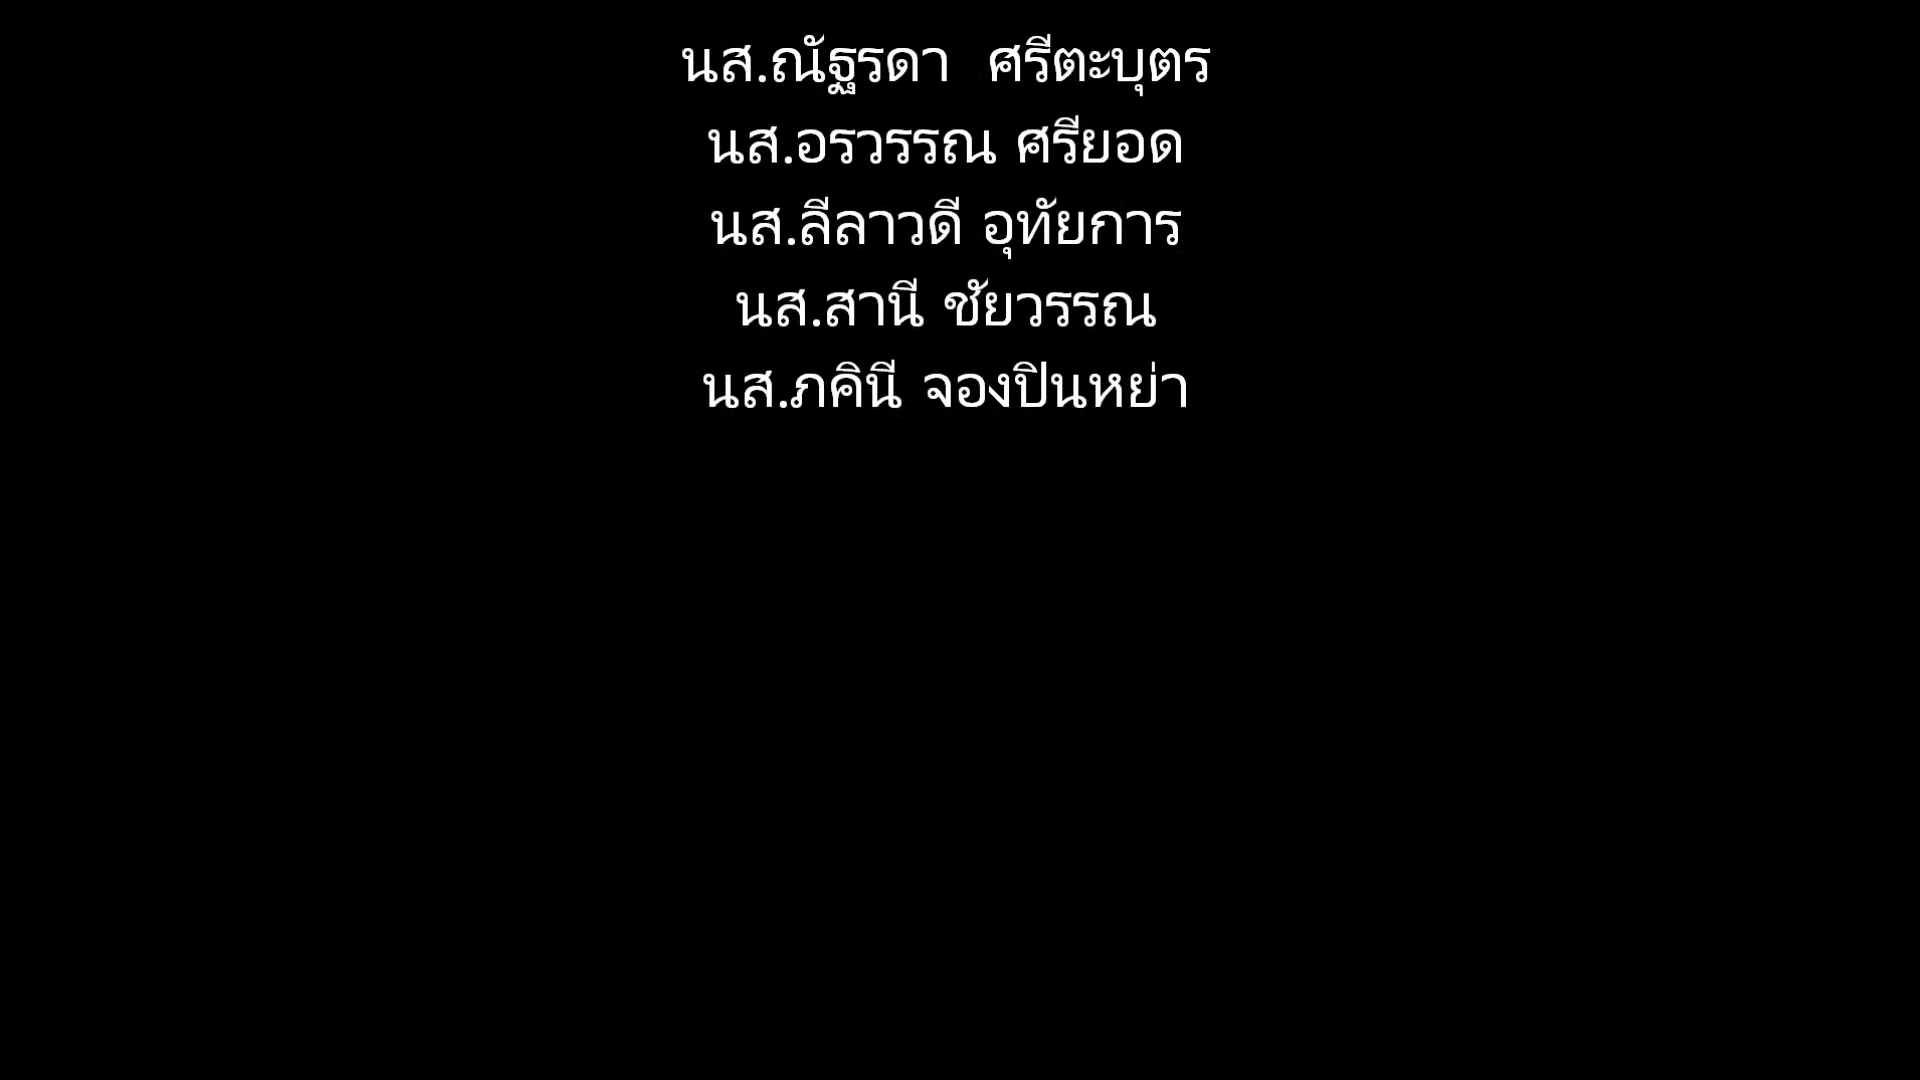 นส.ณัฐรดา  ศรีตะบุตร
นส.อรวรรณ ศรียอด
นส.ลีลาวดี อุทัยการ
นส.สานี ชัยวรรณ
นส.ภคินี จองปินหย่า